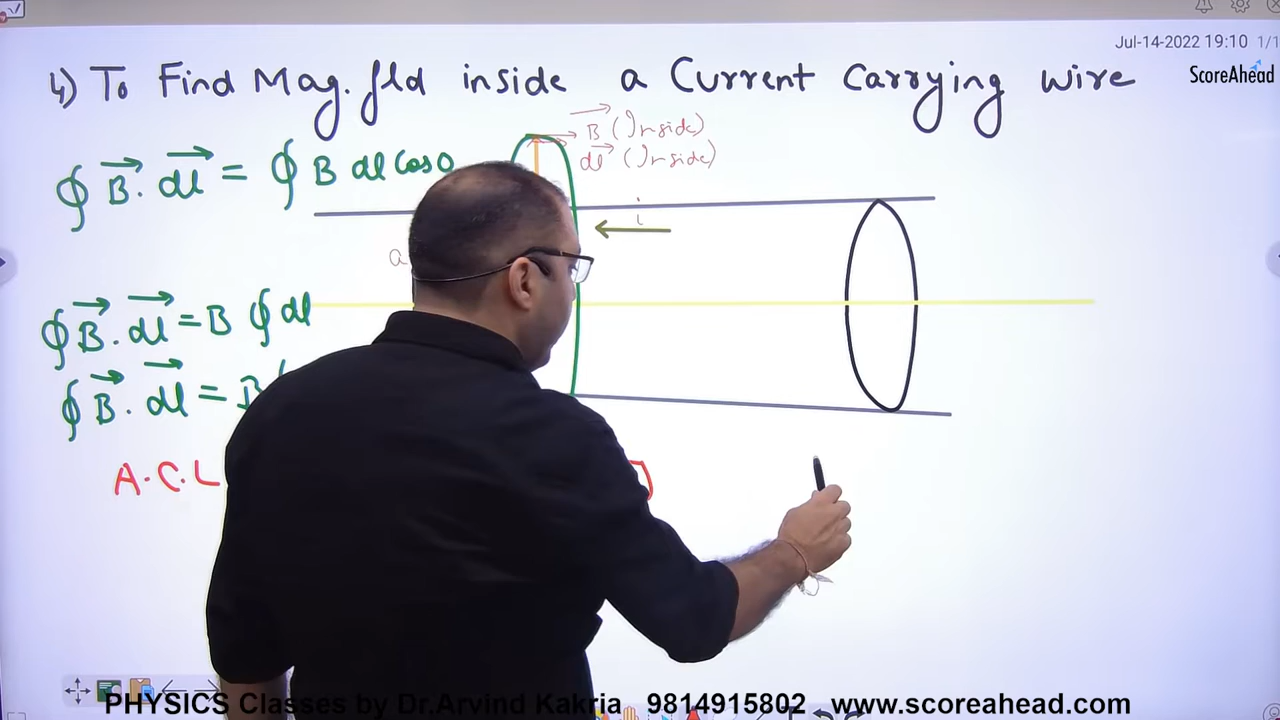 Jul-14-2022 19:10 1/1
ScoreAhead
4) To Find Mag. fld inside a Current Carrying wire
B (Inside)
dl (Inside)
∮ B. dl = ∮ B dl Cos0
i
a
∮ B. dl = B ∮ dl
∮ B. dl = B(
A.C.L
PHYSICS Classes by Dr.Arvind Kakria 9814915802 www.scoreahead.com